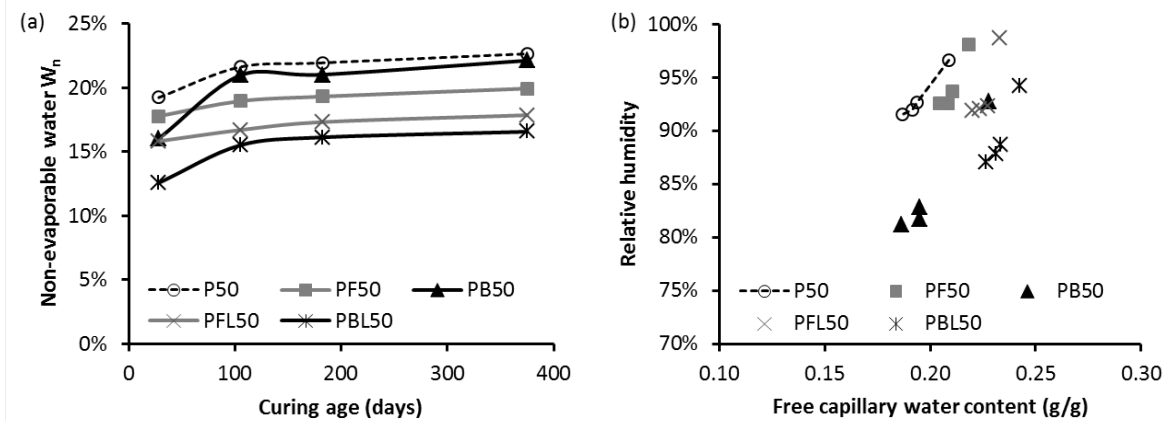 (a)
25%
20%
15%
10%
5%
0%
Non-evaporable water Wn
P50 PF50 PB50
PFL50 PBL50
0 100 200 300 400
Curing age (days)
(b)
100%
95%
90%
85%
80%
75%
70%
Relative humidity
P50 PF50 PB50
PFL50 PBL50
0.10 0.15 0.20 0.25 0.30
Free capillary water content (g/g)